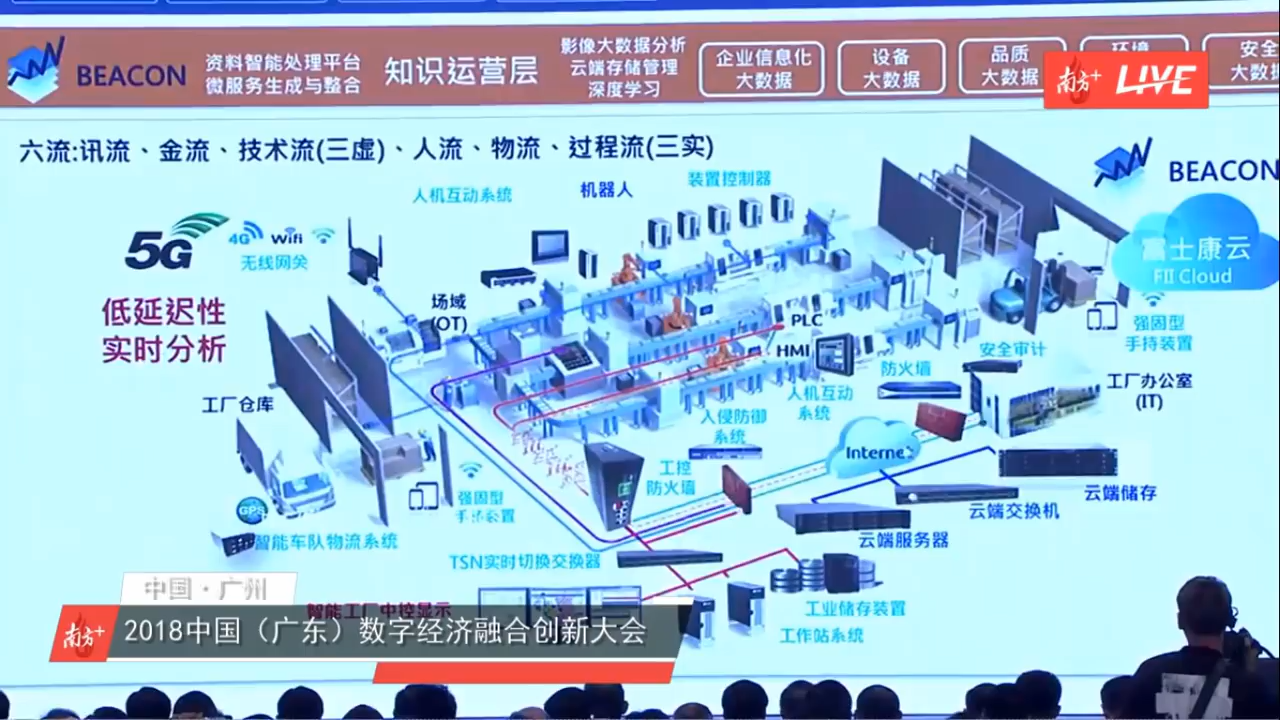 BEACON
资料智能处理平台
微服务生成与整合
知识运营层
影像大数据分析
云端存储管理
深度学习
企业信息化
大数据
设备
大数据
品质
大数据
环境
安全
大数据
南方+ LIVE
六流:讯流、金流、技术流(三虚)、人流、物流、过程流(三实)
BEACON
5G
4G
Wifi
无线网关
低延迟性
实时分析
人机互动系统
机器人
装置控制器
场域
(OT)
PLC
HMI
人机互动
系统
富士康云
FII Cloud
强固型
手持装置
安全审计
防火墙
工厂办公室
(IT)
工厂仓库
入侵防御
系统
工控
防火墙
Internet
云端储存
云端交换机
云端服务器
GPS
强固型
手持装置
智能车队物流系统
TSN实时切换交换器
智能工厂中控显示
工业储存装置
工作站系统
中国·广州
南方+
2018中国（广东）数字经济融合创新大会